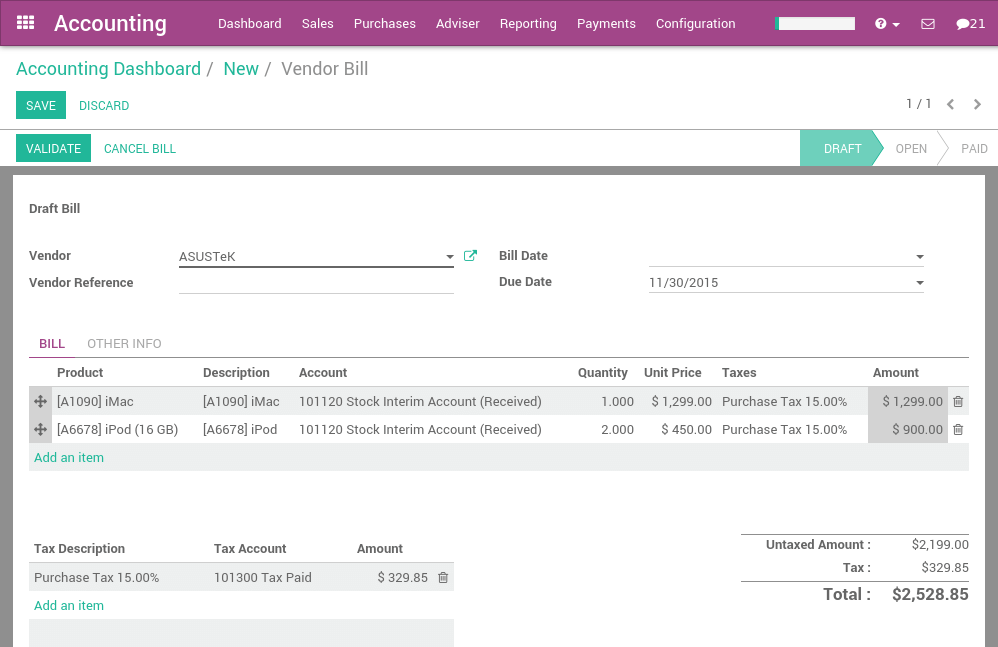 Accounting Dashboard Sales Purchases Adviser Reporting Payments Configuration 21
Accounting Dashboard / New / Vendor Bill
SAVE DISCARD 1 / 1
VALIDATE CANCEL BILL DRAFT OPEN PAID
Draft Bill
Vendor ASUSTeK Bill Date
Vendor Reference Due Date 11/30/2015
BILL OTHER INFO
Product Description Account Quantity Unit Price Taxes Amount
[A1090] iMac [A1090] iMac 101120 Stock Interim Account (Received) 1.000 $ 1,299.00 Purchase Tax 15.00% $ 1,299.00
[A6678] iPod (16 GB) [A6678] iPod 101120 Stock Interim Account (Received) 2.000 $ 450.00 Purchase Tax 15.00% $ 900.00
Add an item
Untaxed Amount : $2,199.00
Tax Description Tax Account Amount
Tax : $329.85
Purchase Tax 15.00% 101300 Tax Paid $ 329.85
Total : $2,528.85
Add an item